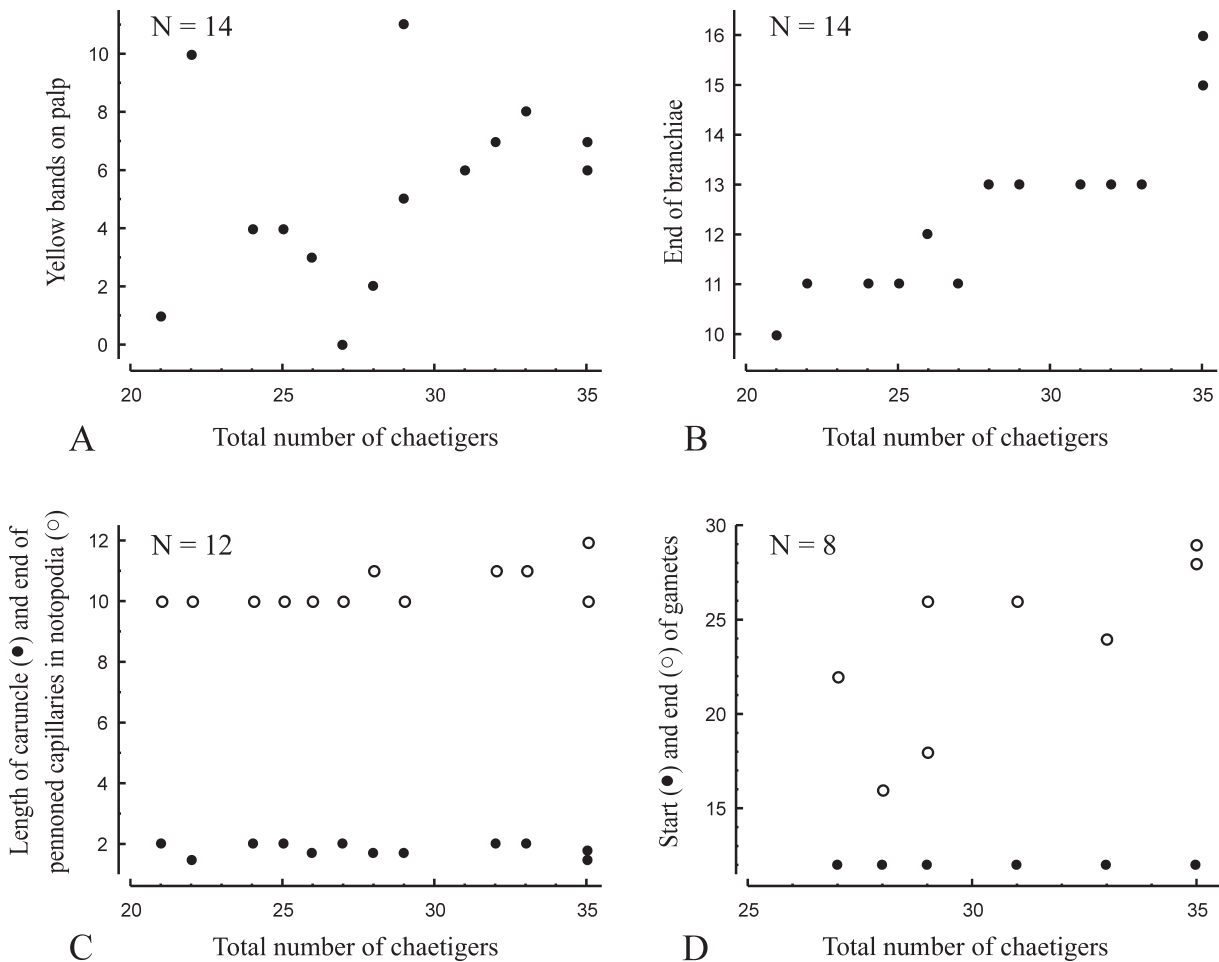 N = 14
Yellow bands on palp
10
8
6
4
2
0
20
25
30
35
A
Total number of chaetigers
N = 14
End of branchiae
16
15
14
13
12
11
10
20
25
30
35
B
Total number of chaetigers
N = 12
Length of caruncle (●) and end of
pennoned capillaries in notopodia (○)
12
10
8
6
4
2
20
25
30
35
C
Total number of chaetigers
N = 8
Start (●) and end (○) of gametes
30
25
20
15
25
30
35
D
Total number of chaetigers